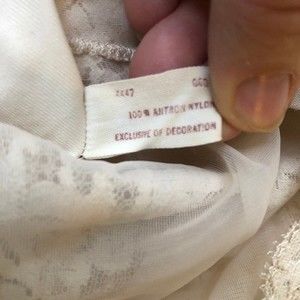 100% ANTRON NYLON
EXCLUSIVE OF DECORATION